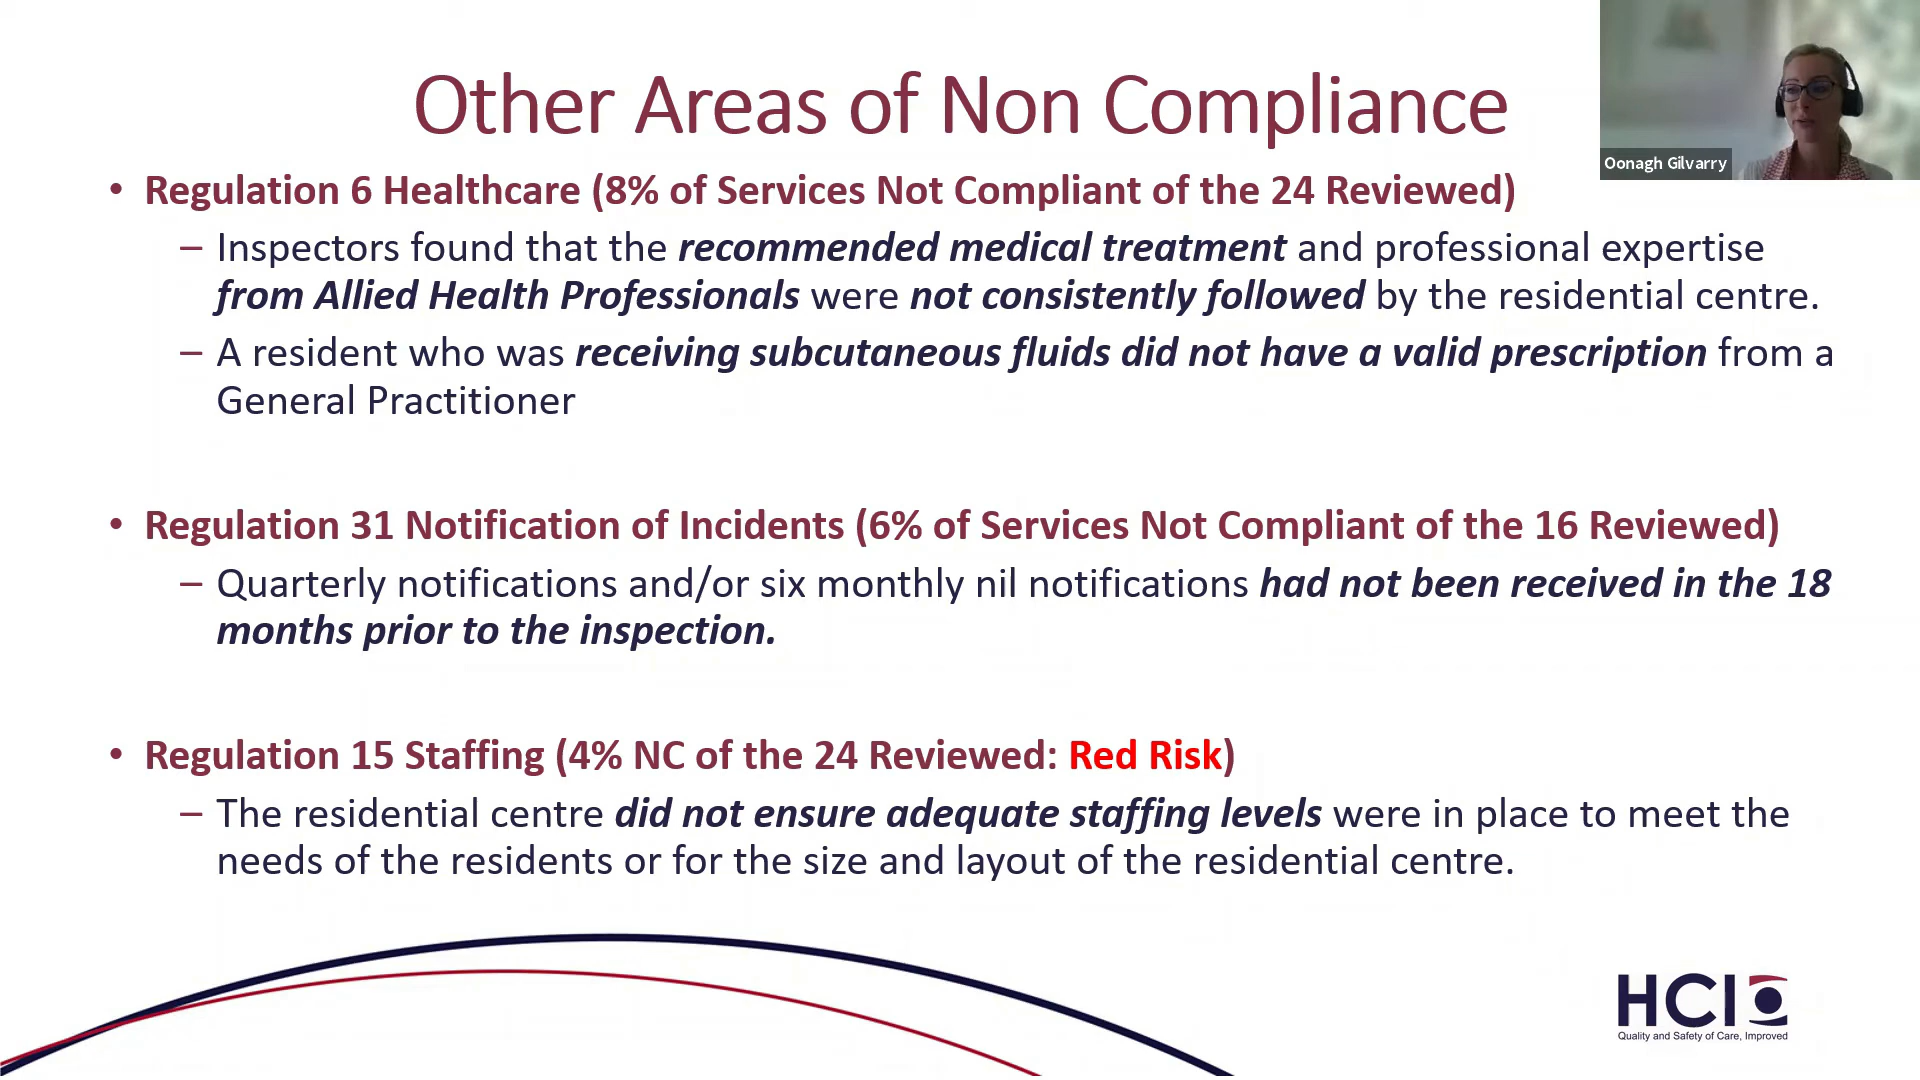 Other Areas of Non Compliance
Oonagh Gilvarry
• Regulation 6 Healthcare (8% of Services Not Compliant of the 24 Reviewed)
– Inspectors found that the recommended medical treatment and professional expertise
from Allied Health Professionals were not consistently followed by the residential centre.
– A resident who was receiving subcutaneous fluids did not have a valid prescription from a
General Practitioner
• Regulation 31 Notification of Incidents (6% of Services Not Compliant of the 16 Reviewed)
– Quarterly notifications and/or six monthly nil notifications had not been received in the 18
months prior to the inspection.
• Regulation 15 Staffing (4% NC of the 24 Reviewed: Red Risk)
– The residential centre did not ensure adequate staffing levels were in place to meet the
needs of the residents or for the size and layout of the residential centre.
HCI
Quality and Safety of Care, Improved